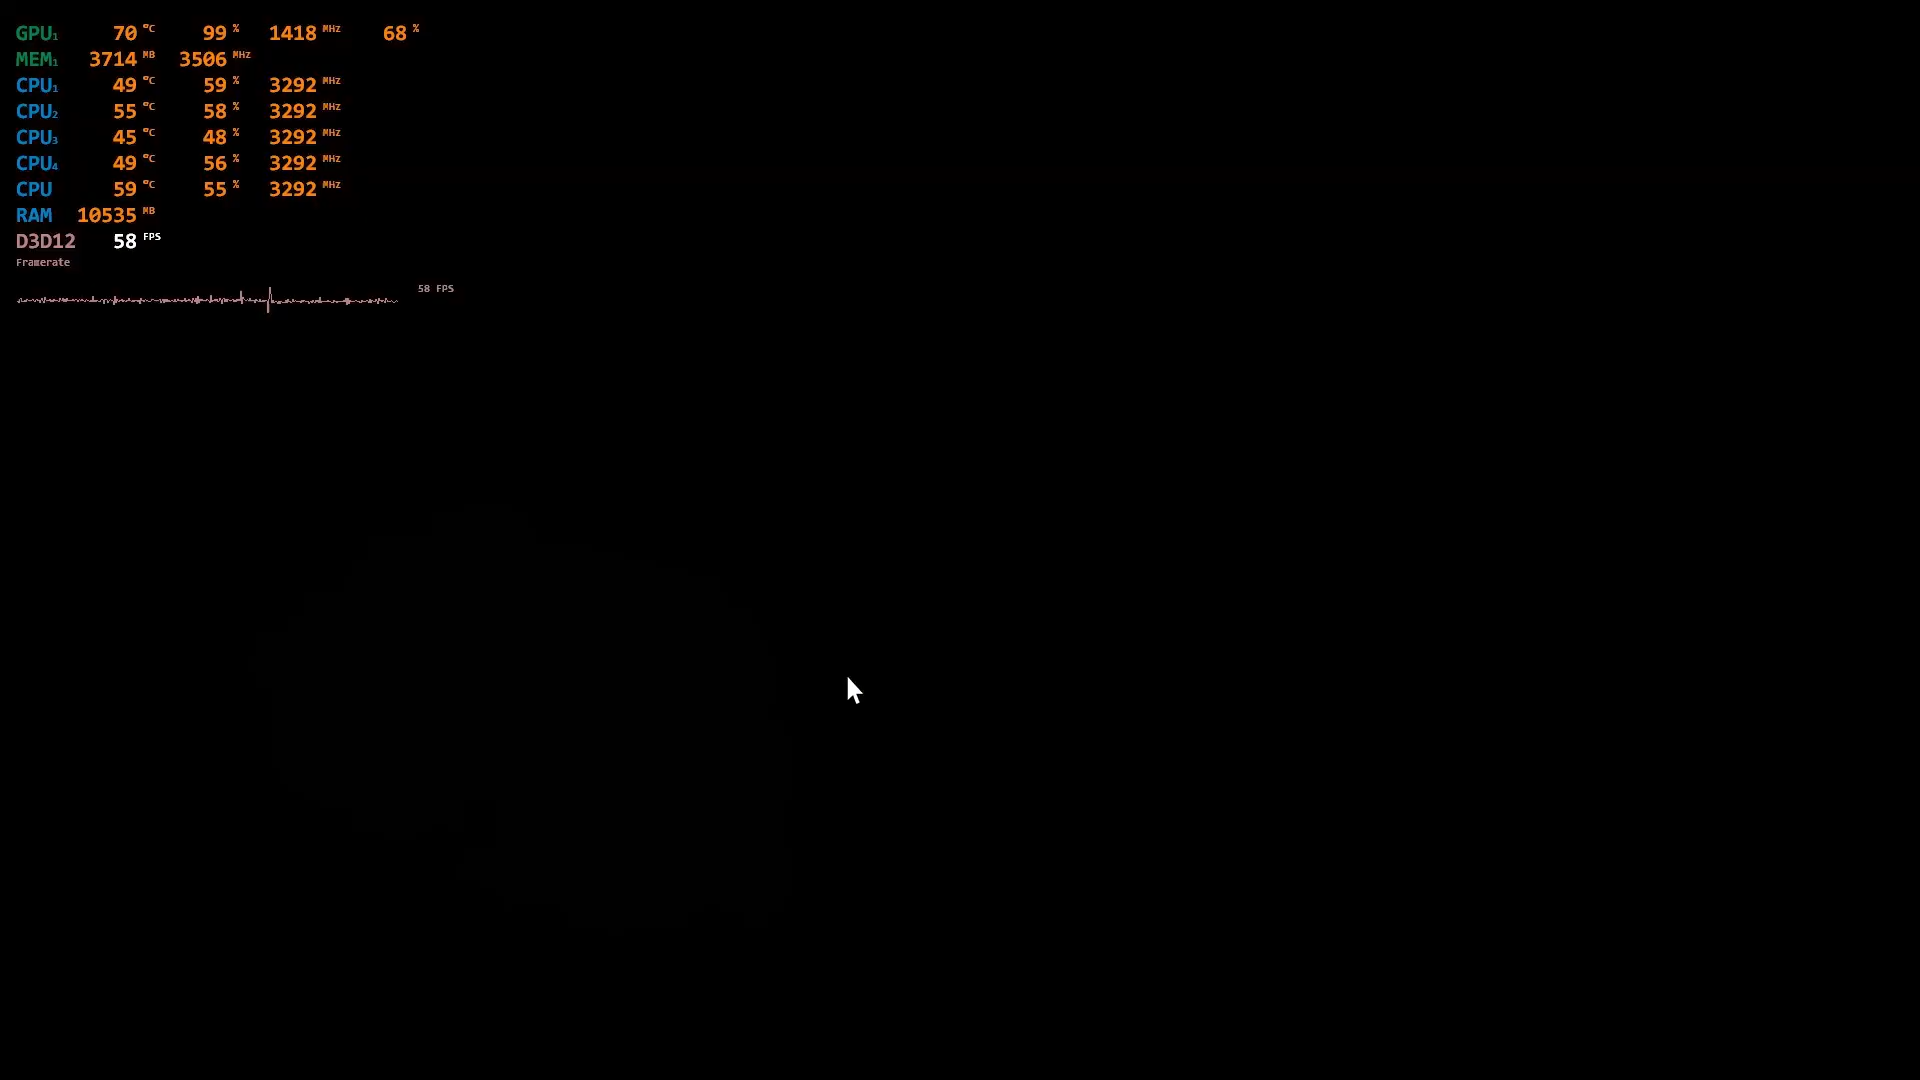 GPU₁ 70 °C 99 % 1418 MHz 68 %
MEM₁ 3714 MB 3506 MHz
CPU₁ 49 °C 59 % 3292 MHz
CPU₂ 55 °C 58 % 3292 MHz
CPU₃ 45 °C 48 % 3292 MHz
CPU₄ 49 °C 56 % 3292 MHz
CPU 59 °C 55 % 3292 MHz
RAM 10535 MB
D3D12 58 FPS
Framerate
58 FPS